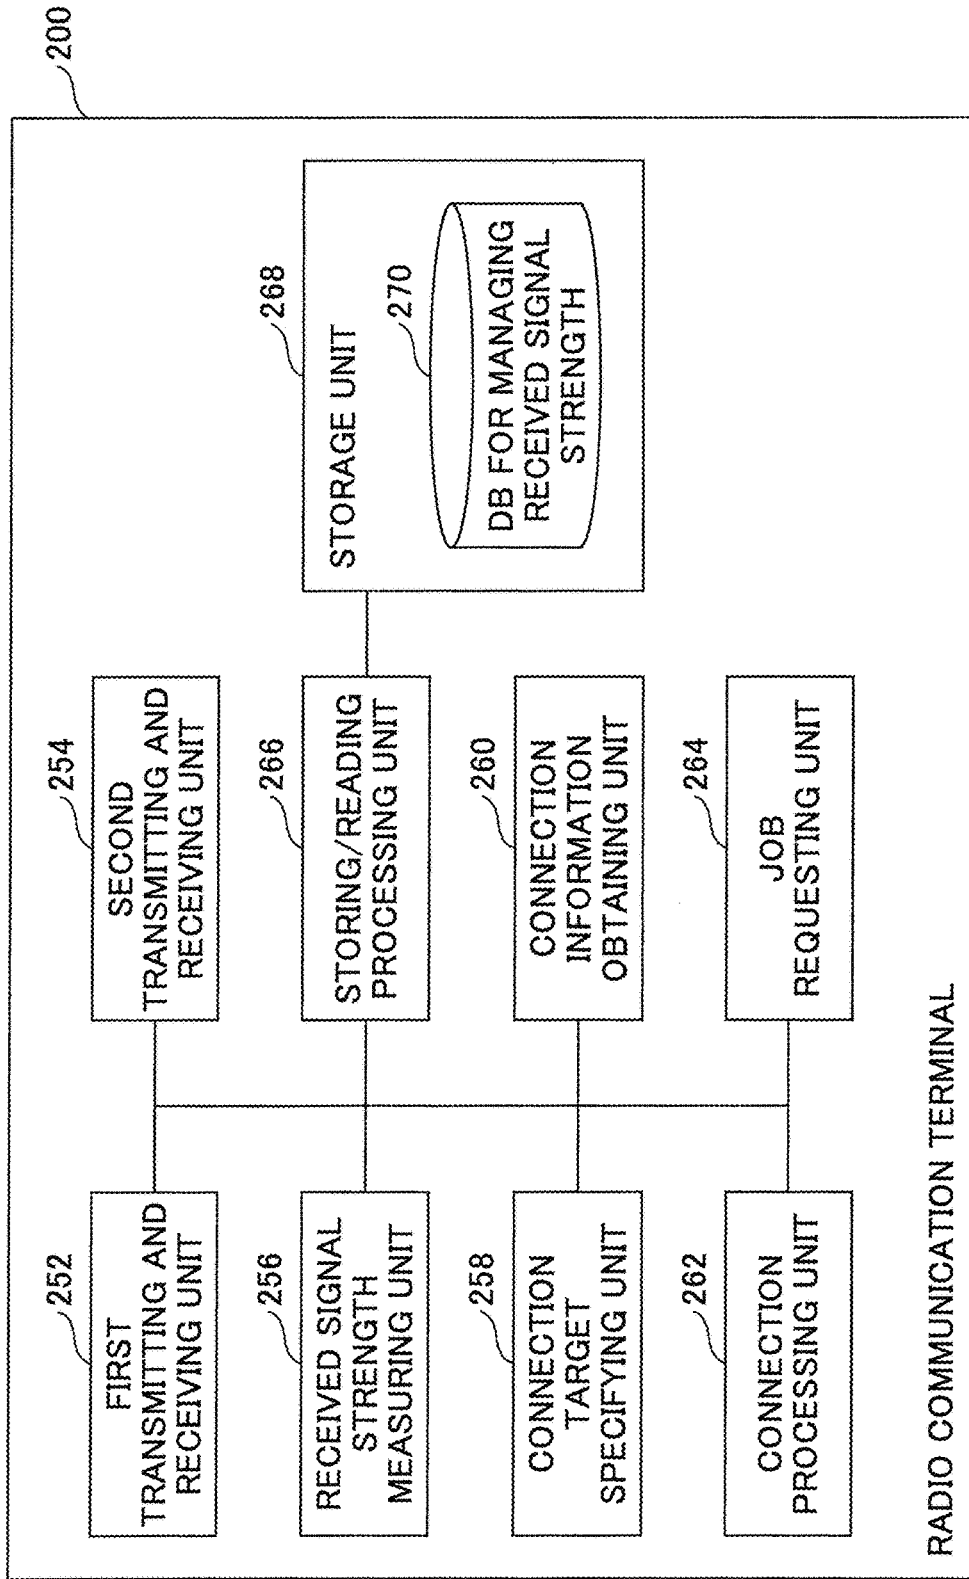 200
252
FIRST
TRANSMITTING AND
RECEIVING UNIT
254
SECOND
TRANSMITTING AND
RECEIVING UNIT
256
RECEIVED SIGNAL
STRENGTH
MEASURING UNIT
266
STORING/READING
PROCESSING UNIT
268
STORAGE UNIT
270
DB FOR MANAGING
RECEIVED SIGNAL
STRENGTH
258
CONNECTION
TARGET
SPECIFYING UNIT
260
CONNECTION
INFORMATION
OBTAINING UNIT
262
CONNECTION
PROCESSING UNIT
264
JOB
REQUESTING UNIT
RADIO COMMUNICATION TERMINAL